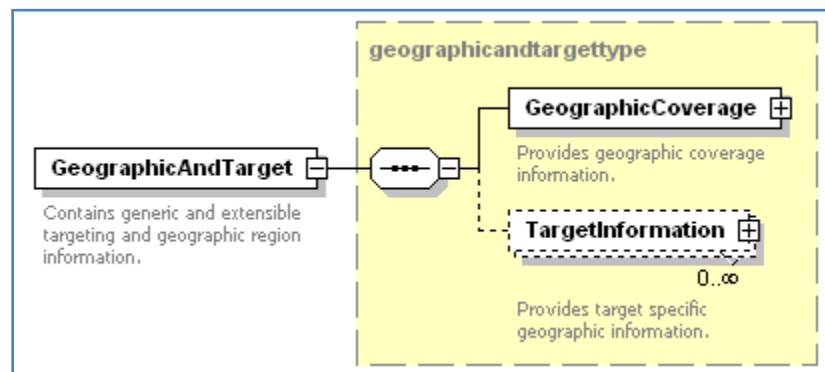 geographicandtargettype
GeographicCoverage
Provides geographic coverage
information.
GeographicAndTarget
Contains generic and extensible
targeting and geographic region
information.
TargetInformation
0..∞
Provides target specific
geographic information.